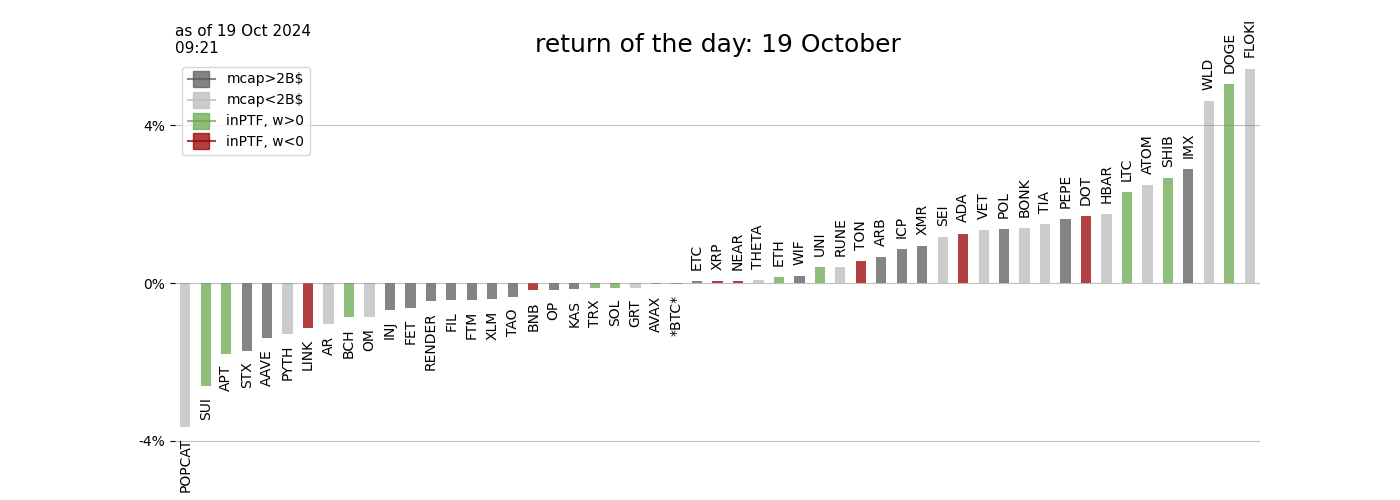 as of 19 Oct 2024
09:21
return of the day: 19 October
mcap>2B$
mcap<2B$
inPTF, w>0
inPTF, w<0
4%
0%
-4%
POPCAT
SUI
APT
STX
AAVE
PYTH
LINK
AR
BCH
OM
INJ
FET
RENDER
FIL
FTM
XLM
TAO
BNB
OP
KAS
TRX
SOL
GRT
AVAX
*BTC*
ETC
XRP
NEAR
THETA
ETH
WIF
UNI
RUNE
TON
ARB
ICP
XMR
SEI
ADA
VET
POL
BONK
TIA
PEPE
DOT
HBAR
LTC
ATOM
SHIB
IMX
WLD
DOGE
FLOKI